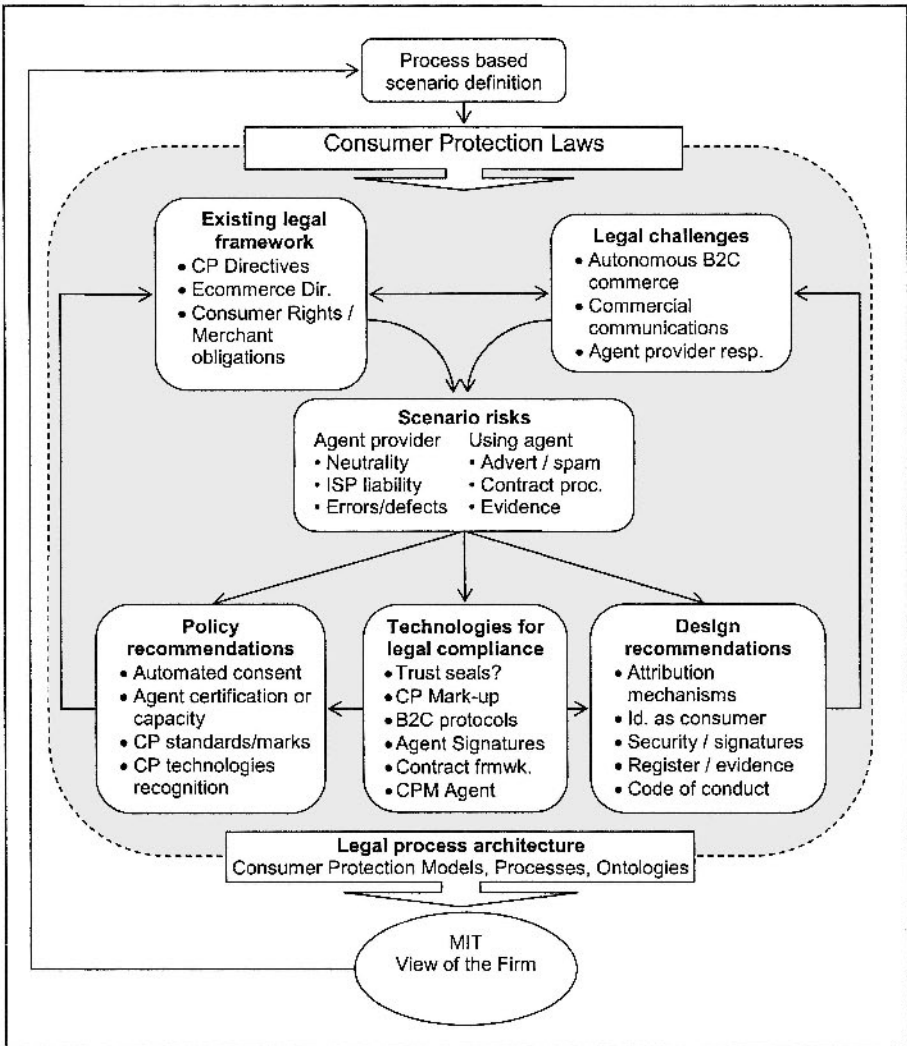 Process based
scenario definition
Consumer Protection Laws
Existing legal
framework
• CP Directives
• Ecommerce Dir.
• Consumer Rights /
Merchant
obligations
Legal challenges
• Autonomous B2C
commerce
• Commercial
communications
• Agent provider resp.
Scenario risks
Agent provider
• Neutrality
• ISP liability
• Errors/defects
Using agent
• Advert / spam
• Contract proc.
• Evidence
Policy
recommendations
• Automated consent
• Agent certification or
capacity
• CP standards/marks
• CP technologies
recognition
Technologies for
legal compliance
• Trust seals?
• CP Mark-up
• B2C protocols
• Agent Signatures
• Contract frmwk.
• CPM Agent
Design
recommendations
• Attribution
mechanisms
• Id. as consumer
• Security / signatures
• Register / evidence
• Code of conduct
Legal process architecture
Consumer Protection Models, Processes, Ontologies
MIT
View of the Firm